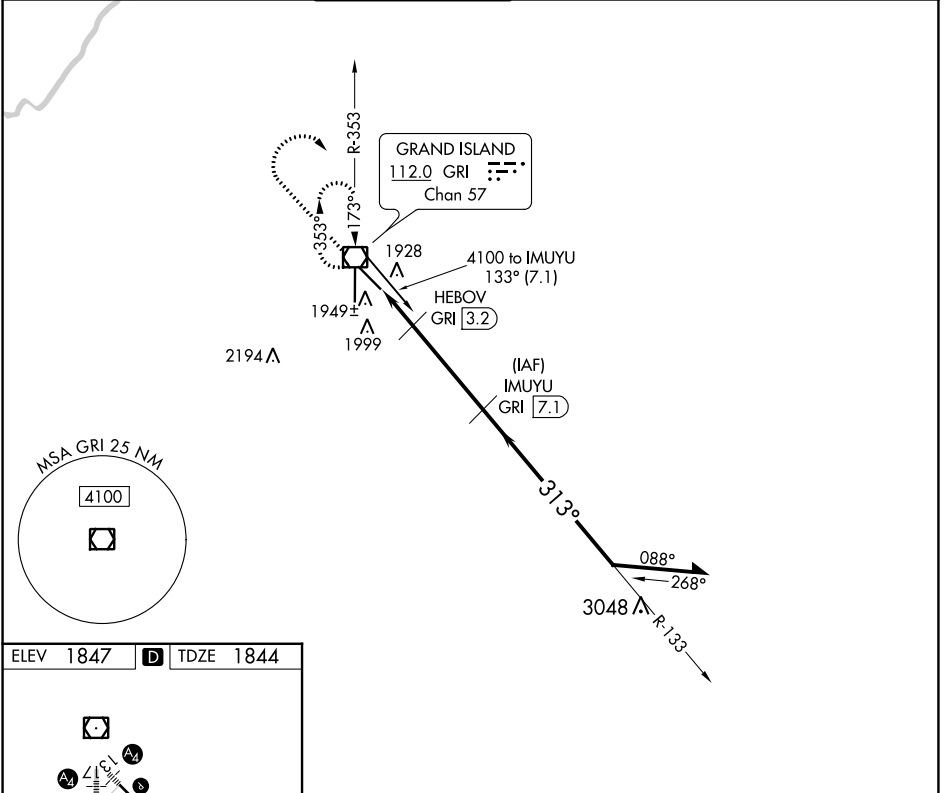 R-353
GRAND ISLAND
112.0 GRI
Chan 57
353°
173°
1928
4100 to IMUYU
133° (7.1)
HEBOV
GRI 3.2
1949±
1999
2194
(IAF)
IMUYU
GRI 7.1
MSA GRI 25 NM
4100
313°
088°
268°
3048
R-133
ELEV 1847 D TDZE 1844
A4
13
17
A4
P